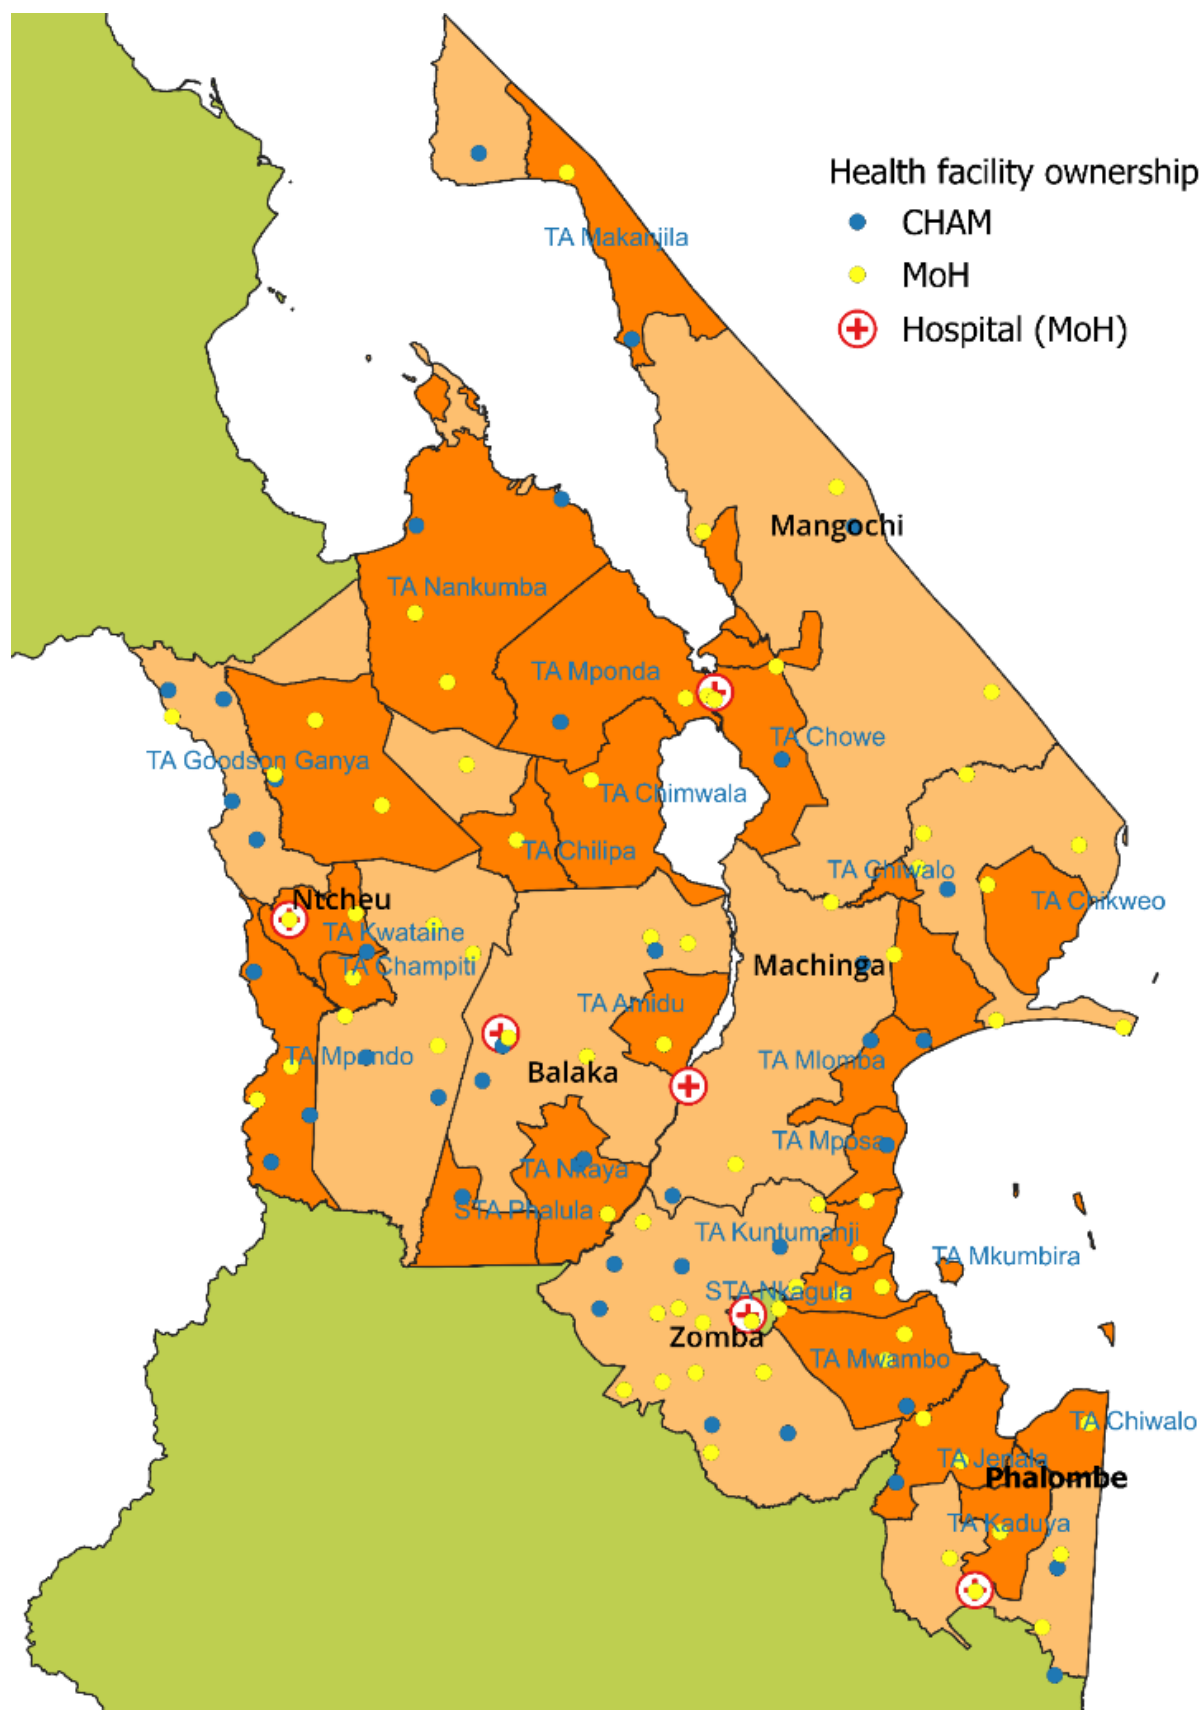 Health facility ownership
CHAM
MoH
Hospital (MoH)
TA Makanjila
Mangochi
TA Nankumba
TA Mponda
TA Chowe
TA Goodson Ganya
TA Chimwala
TA Chilipa
TA Chiwalo
TA Chikweo
Ntcheu
TA Kwataine
TA Champiti
Machinga
TA Amidu
TA Mpando
Balaka
TA Mlomba
TA Mposa
TA Nkaya
STA Phalula
TA Kuntumanji
TA Mkumbira
STA Nkagula
Zomba
TA Mwambo
TA Chiwalo
TA Jenala
Phalombe
TA Kaduya